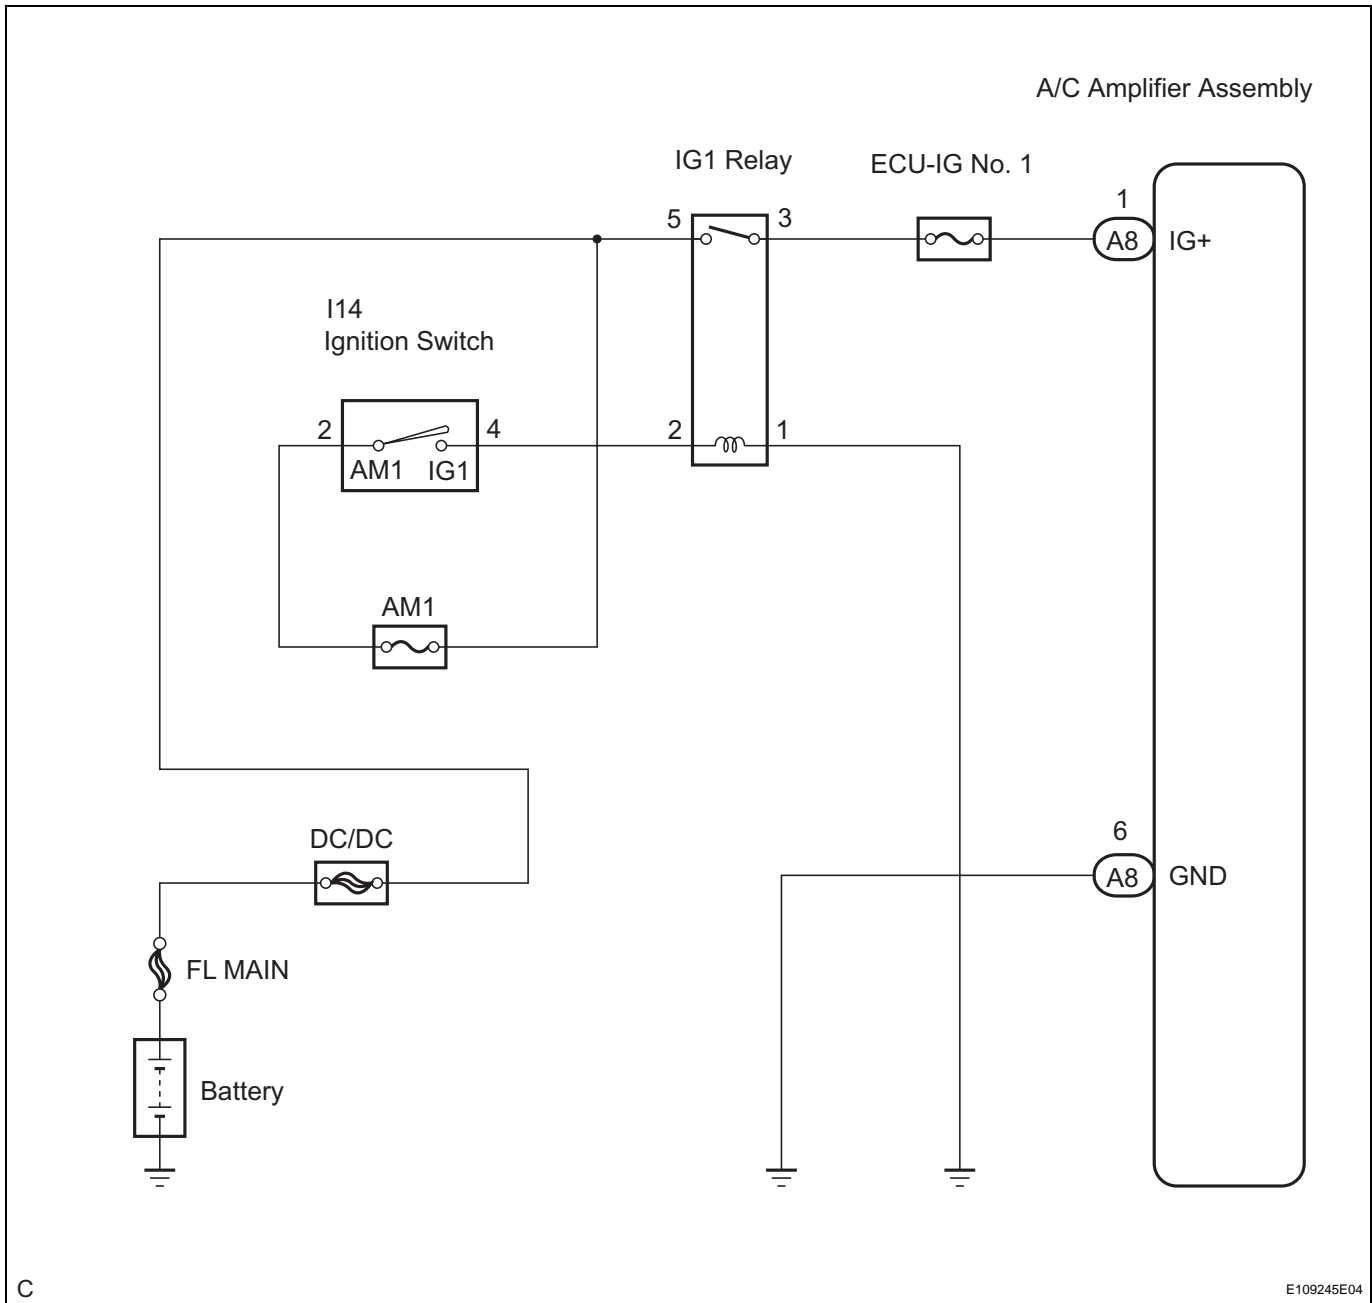 A/C Amplifier Assembly
IG1 Relay
ECU-IG No. 1
1
5
3
A8
IG+
I14
Ignition Switch
2
4
2
1
AM1
IG1
AM1
DC/DC
6
A8
GND
FL MAIN
Battery
C
E109245E04